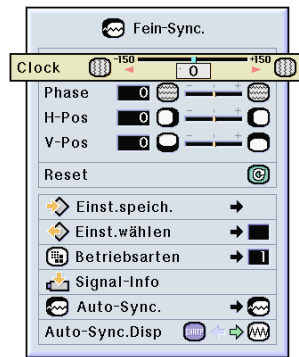 Fein-Sync.
-150 +150
Clock 0
Phase 0 - +
H-Pos 0
V-Pos 0
Reset
Einst.speich.
Einst.wählen
Betriebsarten 1
Signal-Info
Auto-Sync.
Auto-Sync.Disp